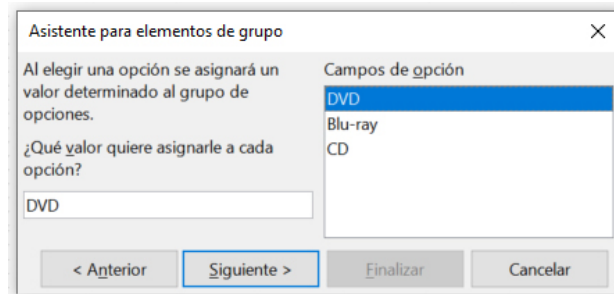 Asistente para elementos de grupo
Al elegir una opción se asignará un
valor determinado al grupo de
opciones.
¿Qué valor quiere asignarle a cada
opción?
DVD
Campos de opción
DVD
Blu-ray
CD
< Anterior
Siguiente >
Finalizar
Cancelar